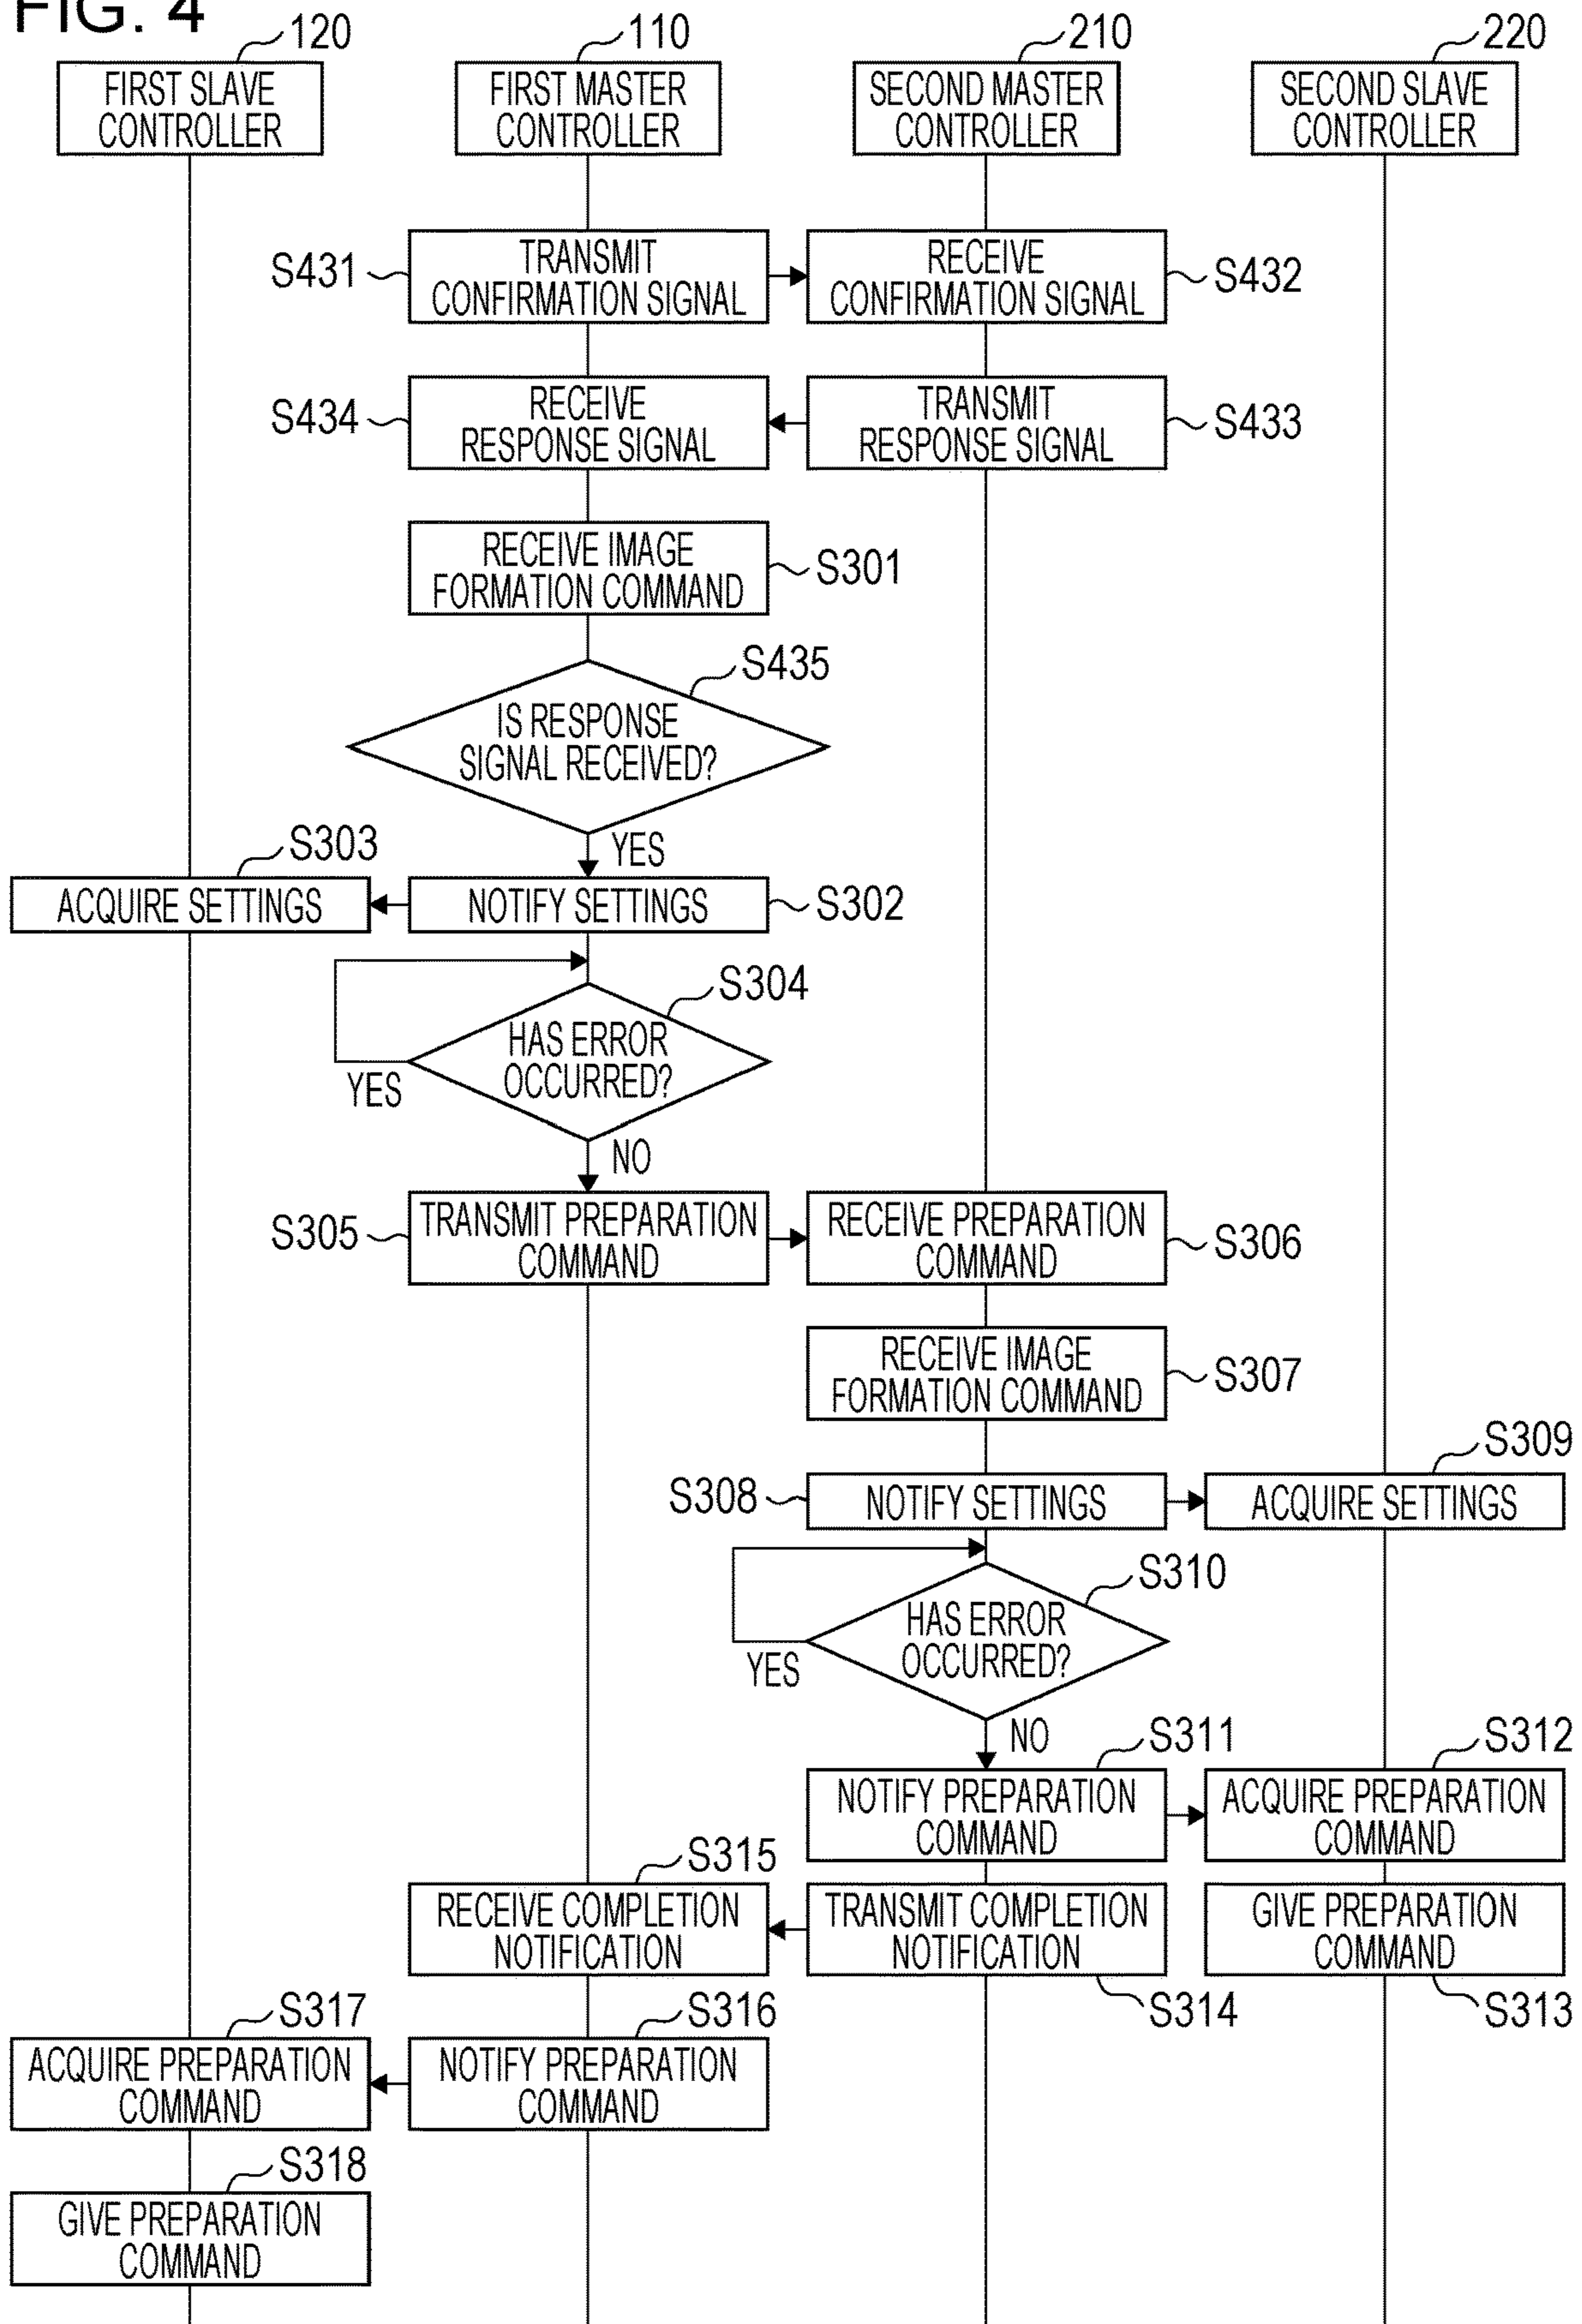 FIG. 4
120
110
210
220
FIRST SLAVE
CONTROLLER
FIRST MASTER
CONTROLLER
SECOND MASTER
CONTROLLER
SECOND SLAVE
CONTROLLER
S431
TRANSMIT
CONFIRMATION SIGNAL
RECEIVE
CONFIRMATION SIGNAL
S432
S434
RECEIVE
RESPONSE SIGNAL
TRANSMIT
RESPONSE SIGNAL
S433
RECEIVE IMAGE
FORMATION COMMAND
S301
S435
IS RESPONSE
SIGNAL RECEIVED?
YES
S303
ACQUIRE SETTINGS
NOTIFY SETTINGS
S302
S304
HAS ERROR
OCCURRED?
YES
NO
S305
TRANSMIT PREPARATION
COMMAND
RECEIVE PREPARATION
COMMAND
S306
RECEIVE IMAGE
FORMATION COMMAND
S307
S309
S308
NOTIFY SETTINGS
ACQUIRE SETTINGS
S310
HAS ERROR
OCCURRED?
YES
NO
S311
S312
NOTIFY PREPARATION
COMMAND
ACQUIRE PREPARATION
COMMAND
S315
RECEIVE COMPLETION
NOTIFICATION
TRANSMIT COMPLETION
NOTIFICATION
GIVE PREPARATION
COMMAND
S314
S313
S317
S316
ACQUIRE PREPARATION
COMMAND
NOTIFY PREPARATION
COMMAND
S318
GIVE PREPARATION
COMMAND